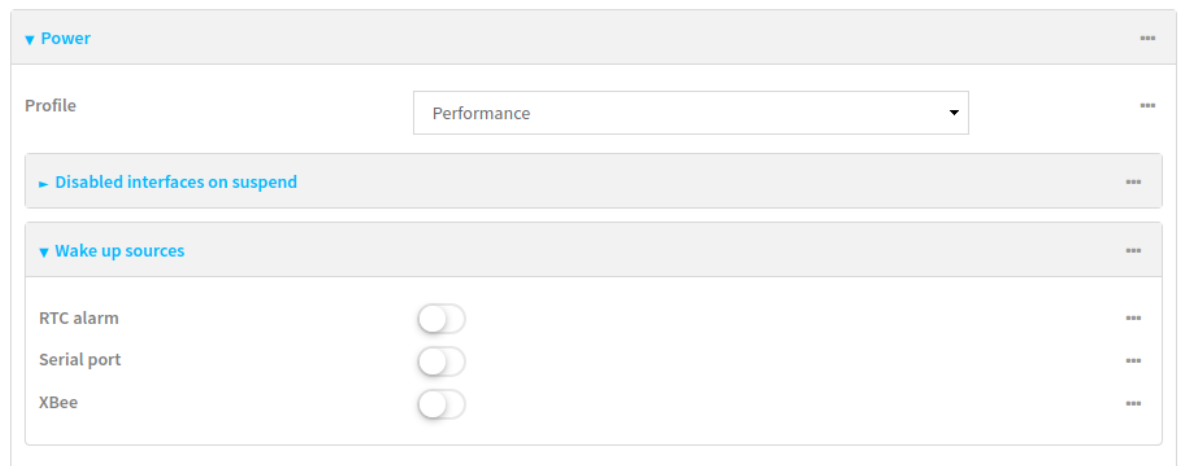 Power
Profile
Performance
Disabled interfaces on suspend
Wake up sources
RTC alarm
Serial port
XBee